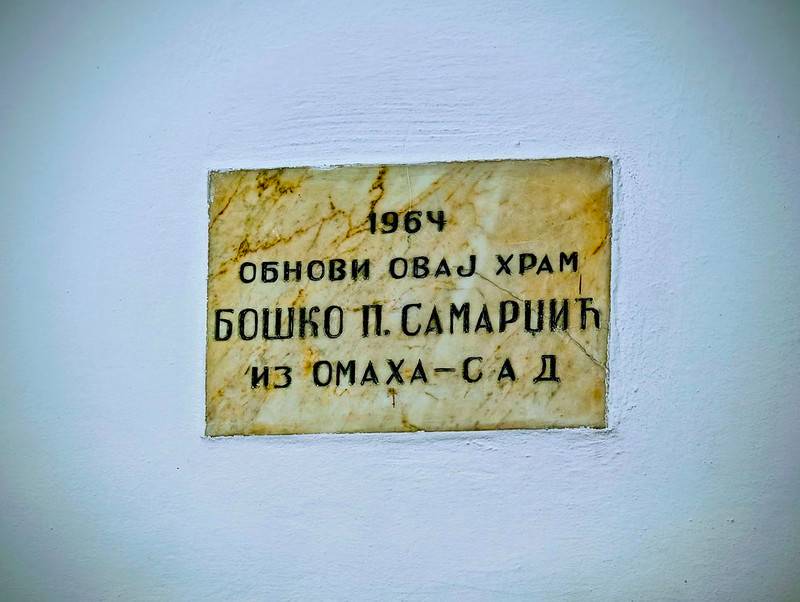 1964
ОБНОВИ ОВАЈ ХРАМ
БОШКО П. САМАРЏИЋ
ИЗ ОМАХА-САД